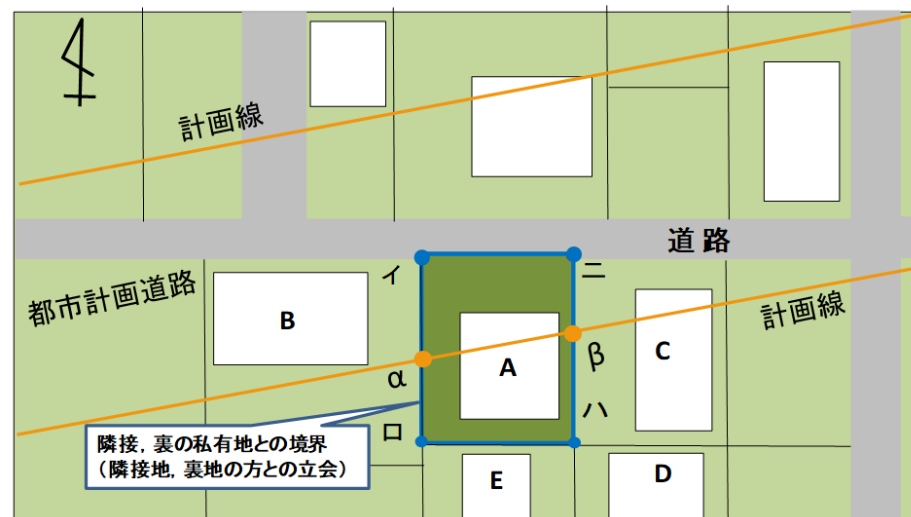 計画線
道 路
イ
ニ
都市計画道路
B
計画線
A
C
α
β
ロ
ハ
隣接，裏の私有地との境界
（隣接地，裏地の方との立会）
E
D